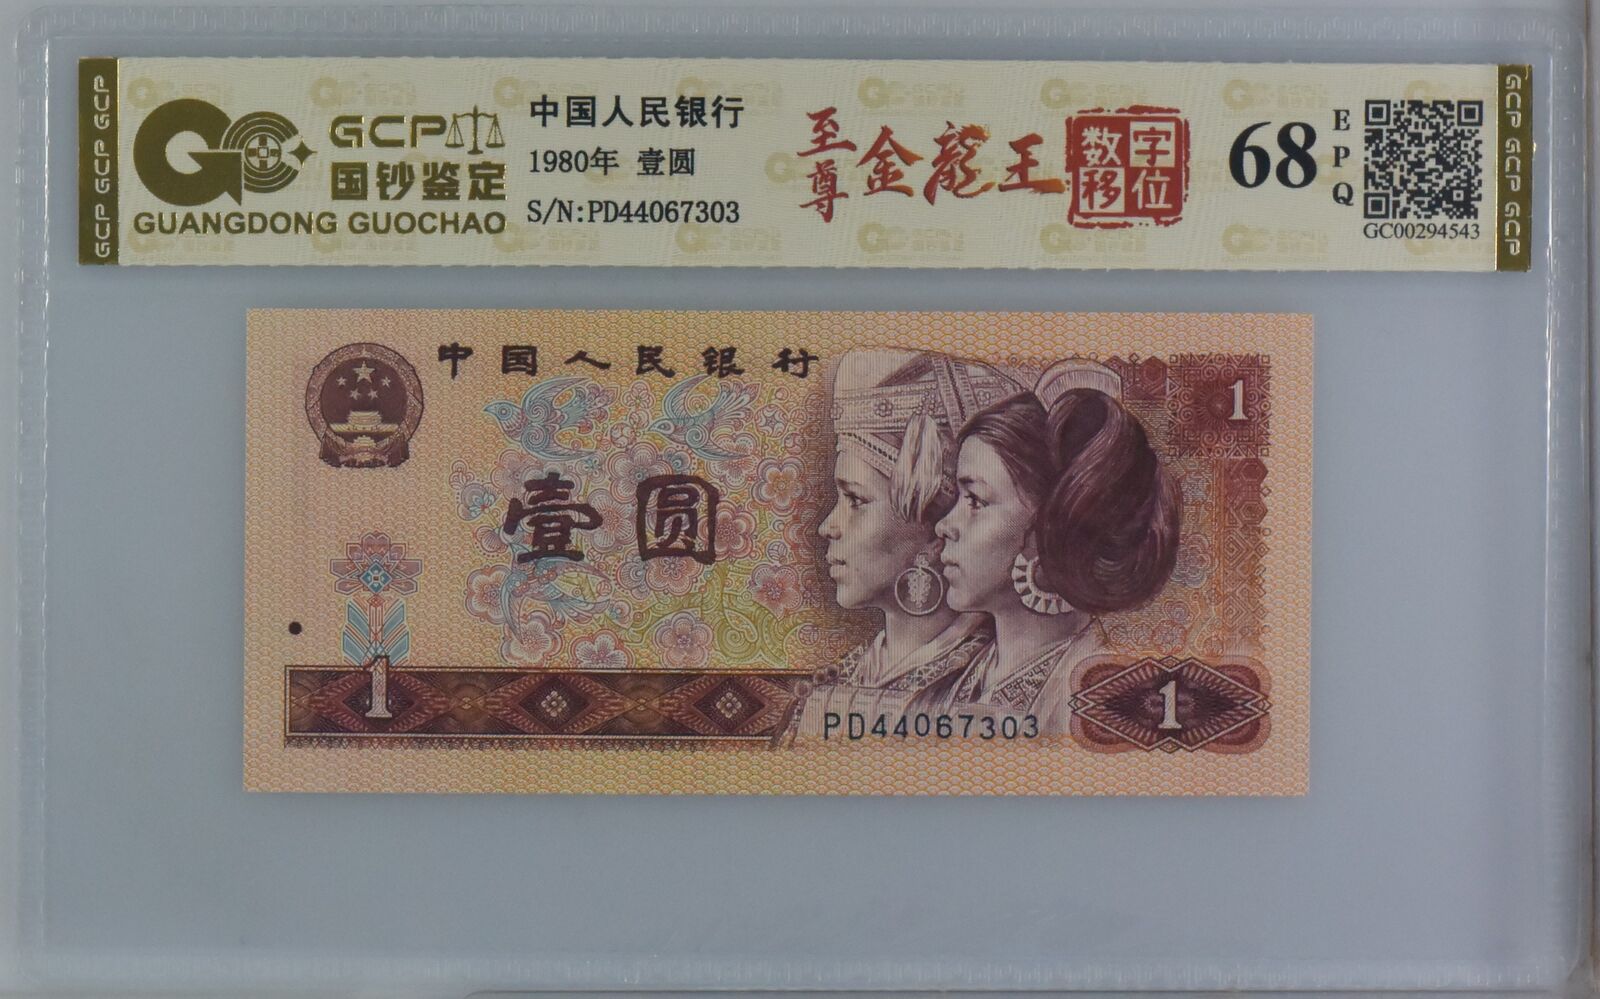 GCP GCP GCP
GCP
国钞鉴定
GUANGDONG GUOCHAO
中国人民银行
1980年 壹圆
S/N:PD44067303
至尊 金龍王
数字
移位
68
EPQ
GC00294543
GCP GCP GCP
中国人民银行
1
壹圆
1
1
PD44067303